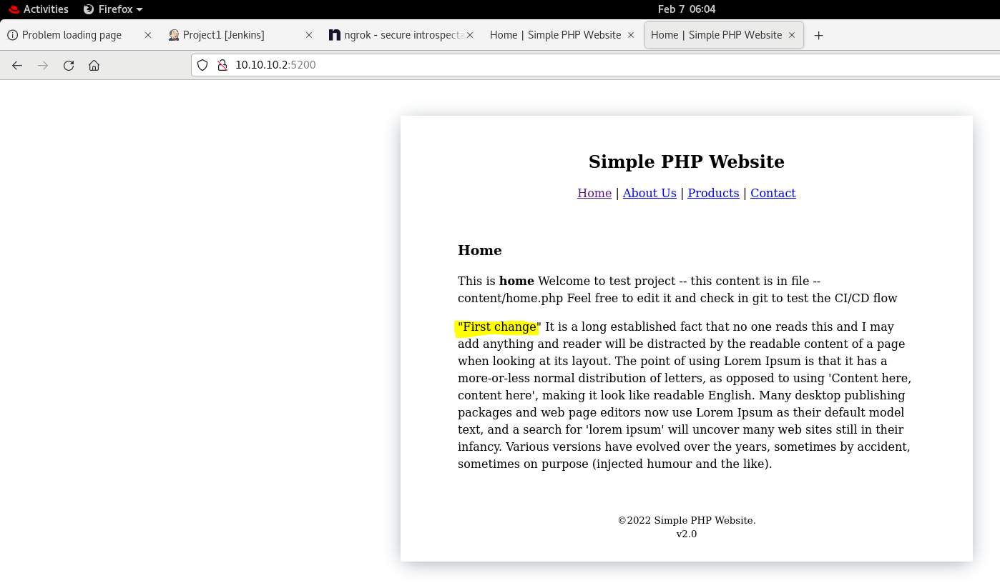 Activities Firefox Feb 7 06:04
Problem loading page Project1 [Jenkins] ngrok - secure introspecta Home | Simple PHP Website Home | Simple PHP Website
10.10.10.2:5200
Simple PHP Website
Home | About Us | Products | Contact
Home
This is home Welcome to test project -- this content is in file --
content/home.php Feel free to edit it and check in git to test the CI/CD flow
"First change" It is a long established fact that no one reads this and I may
add anything and reader will be distracted by the readable content of a page
when looking at its layout. The point of using Lorem Ipsum is that it has a
more-or-less normal distribution of letters, as opposed to using 'Content here,
content here', making it look like readable English. Many desktop publishing
packages and web page editors now use Lorem Ipsum as their default model
text, and a search for 'lorem ipsum' will uncover many web sites still in their
infancy. Various versions have evolved over the years, sometimes by accident,
sometimes on purpose (injected humour and the like).
©2022 Simple PHP Website.
v2.0